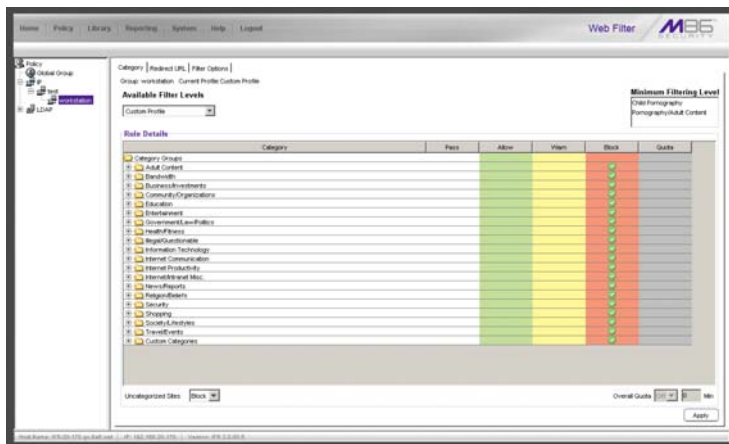 Home Policy Library Reporting System Help Logout
Web Filter
M86 SECURITY
Policy
Global Group
IP
test
workstation
LDAP
Category Redirect URL Filter Options
Group: workstation Current Profile:Custom Profile
Available Filter Levels
Custom Profile
Minimum Filtering Level
Child Pornography
Pornography/Adult Content
Rule Details
Category Pass Allow Warn Block Quota
Category Groups
Adult Content
Bandwidth
Business/Investments
Community/Organizations
Education
Entertainment
Government/Law/Politics
Health/Fitness
Illegal/Questionable
Information Technology
Internet Communication
Internet Productivity
Internet/Intranet Misc.
News/Reports
Religion/Beliefs
Security
Shopping
Society/Lifestyles
Travel/Events
Custom Categories
Uncategorized Sites Block
Overall Quota Off Min
Apply
Host Name: IP: Version: